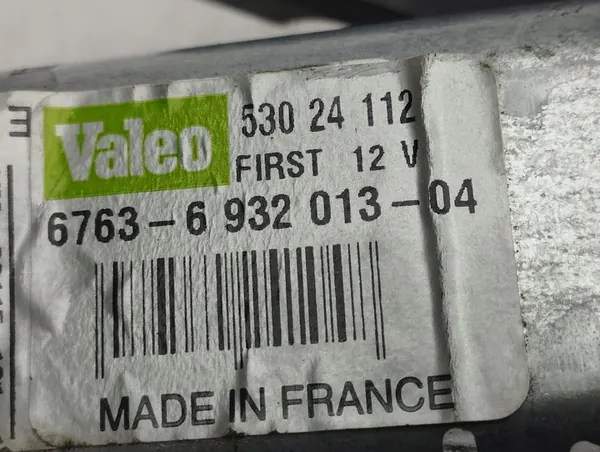 Valeo
530 24 112
FIRST 12 V
6763-6 932 013-04
MADE IN FRANCE
E